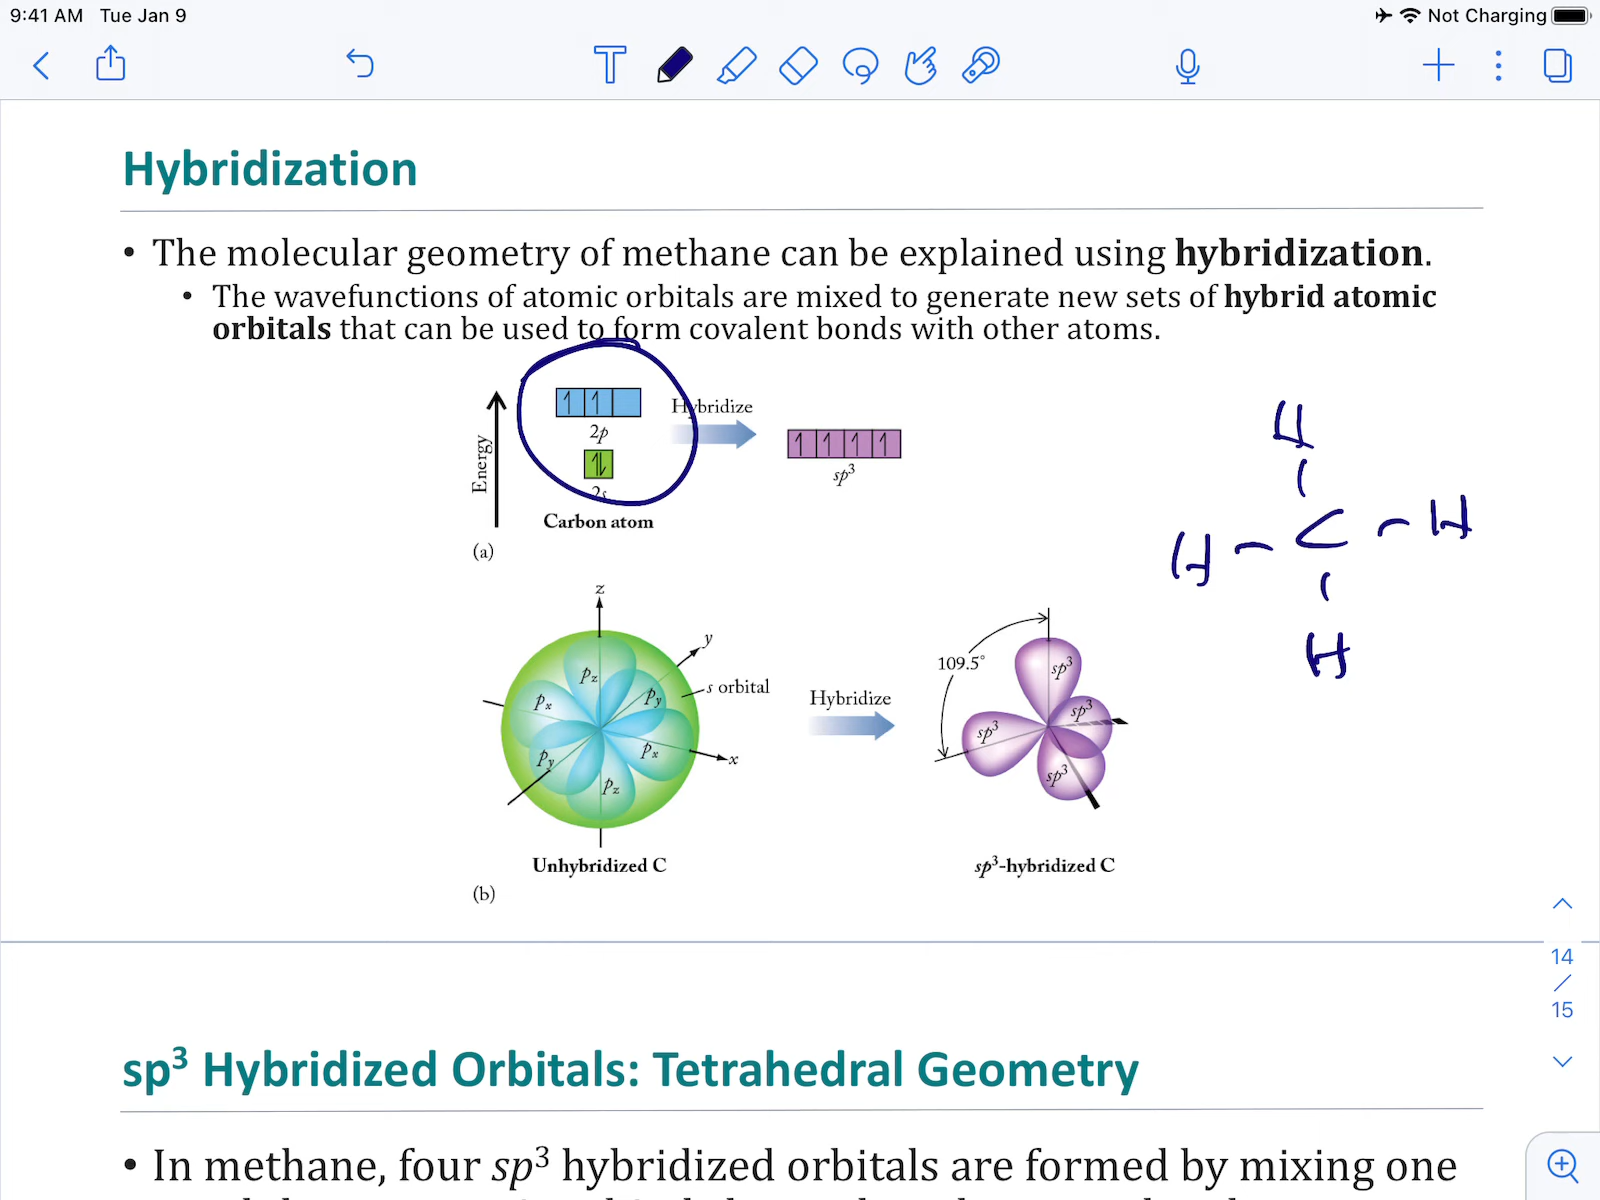 9:41 AM Tue Jan 9 Not Charging
T
Hybridization
• The molecular geometry of methane can be explained using hybridization.
• The wavefunctions of atomic orbitals are mixed to generate new sets of hybrid atomic
orbitals that can be used to form covalent bonds with other atoms.
Energy
2p
2s
Carbon atom
(a)
Hybridize
sp³
H
H - C - H
H
z
y
x
s orbital
pz
px
py
py
px
pz
Unhybridized C
(b)
Hybridize
109.5°
sp³
sp³
sp³
sp³
sp³-hybridized C
14
/
15
sp³ Hybridized Orbitals: Tetrahedral Geometry
• In methane, four sp³ hybridized orbitals are formed by mixing one